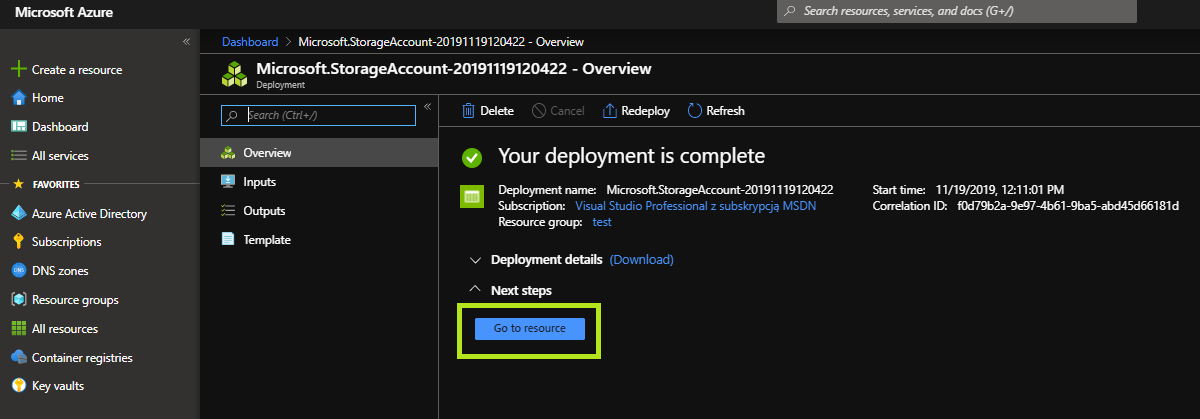 Microsoft Azure
Search resources, services, and docs (G+/)
«
Create a resource
Home
Dashboard
All services
FAVORITES
Azure Active Directory
Subscriptions
DNS zones
Resource groups
All resources
Container registries
Key vaults
Dashboard > Microsoft.StorageAccount-20191119120422 - Overview
Microsoft.StorageAccount-20191119120422 - Overview
Deployment
Search (Ctrl+/)
«
Overview
Inputs
Outputs
Template
Delete Cancel Redeploy Refresh
Your deployment is complete
Deployment name: Microsoft.StorageAccount-20191119120422
Subscription: Visual Studio Professional z subskrypcją MSDN
Resource group: test
Start time: 11/19/2019, 12:11:01 PM
Correlation ID: f0d79b2a-9e97-4b61-9ba5-abd45d66181d
Deployment details (Download)
Next steps
Go to resource